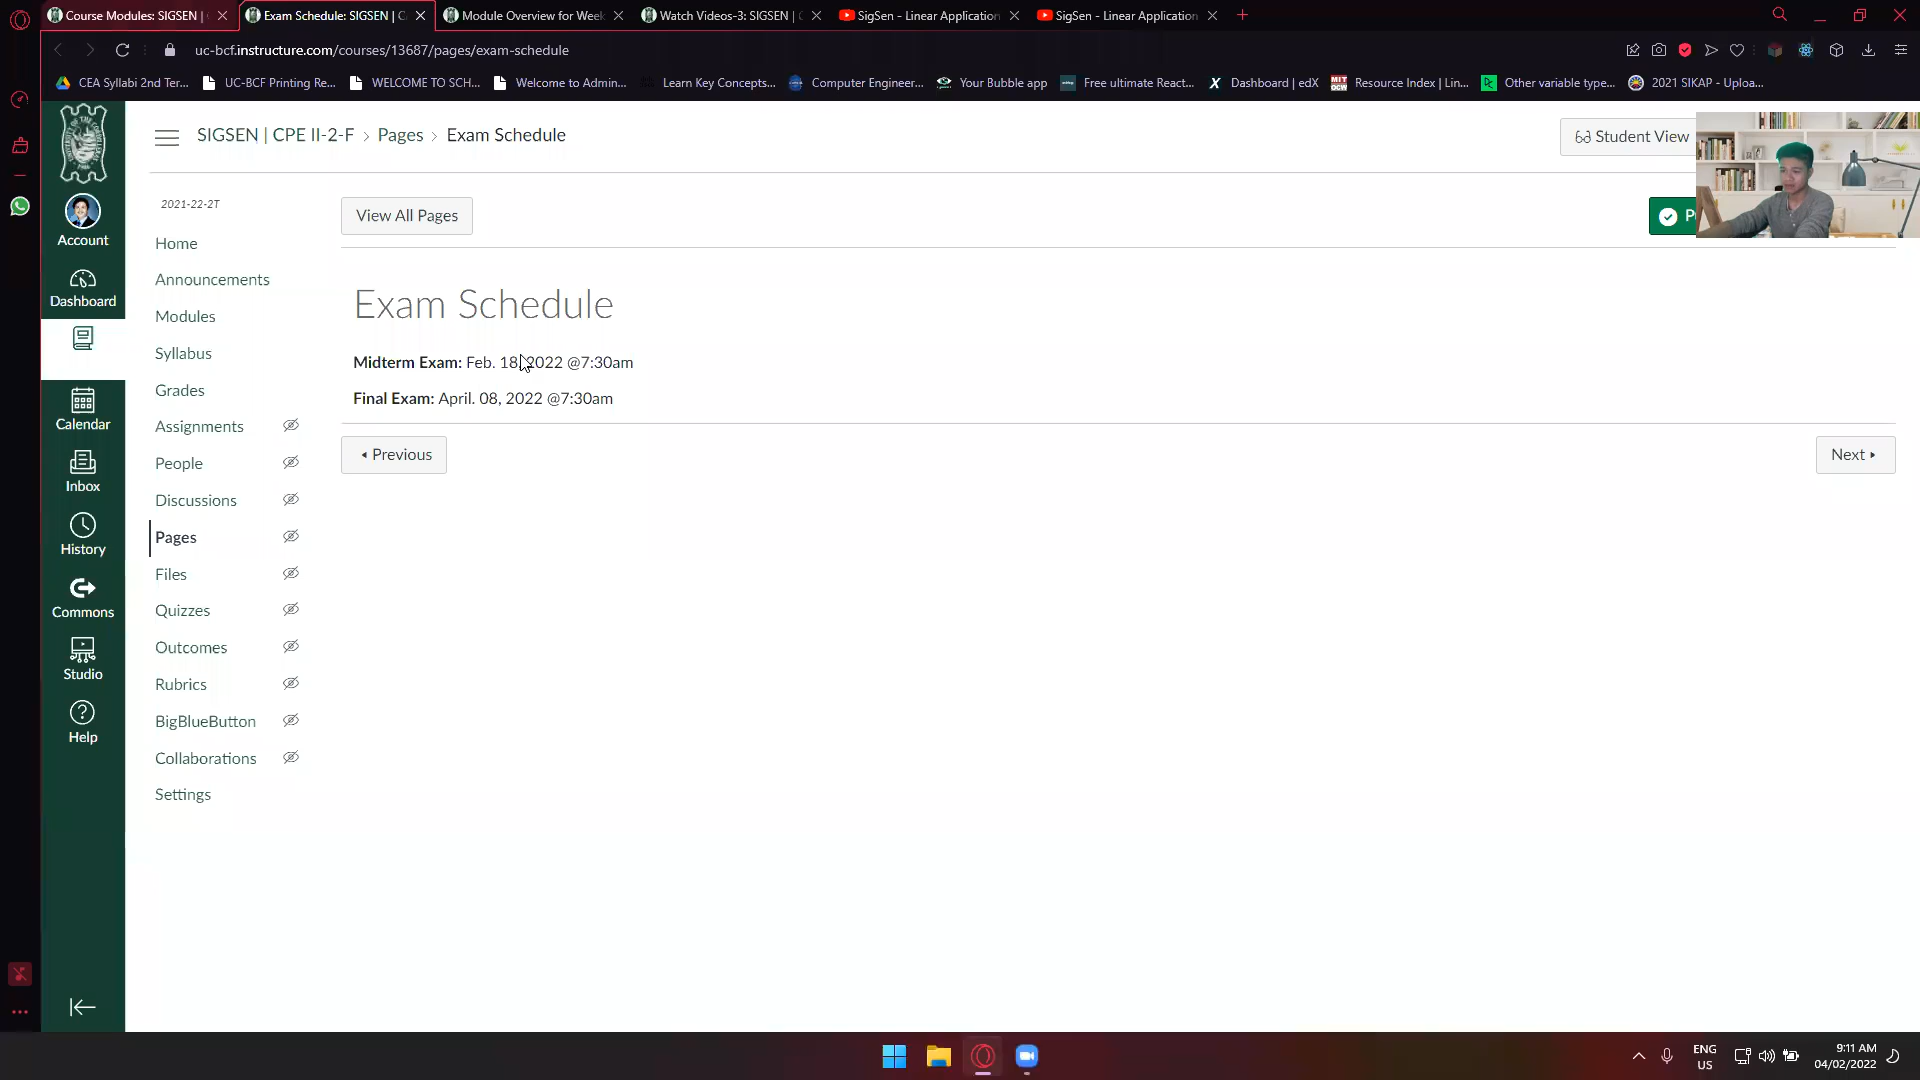 Course Modules: SIGSEN |
Exam Schedule: SIGSEN | C
Module Overview for Week
Watch Videos-3: SIGSEN |
SigSen - Linear Application
SigSen - Linear Application
uc-bcf.instructure.com/courses/13687/pages/exam-schedule
CEA Syllabi 2nd Ter...
UC-BCF Printing Re...
WELCOME TO SCH...
Welcome to Admin...
Learn Key Concepts...
Computer Engineer...
Your Bubble app
Free ultimate React...
Dashboard | edX
Resource Index | Lin...
Other variable type...
2021 SIKAP - Uploa...
SIGSEN | CPE II-2-F › Pages › Exam Schedule
Student View
Account
Dashboard
Calendar
Inbox
History
Commons
Studio
Help
2021-22-2T
Home
Announcements
Modules
Syllabus
Grades
Assignments
People
Discussions
Pages
Files
Quizzes
Outcomes
Rubrics
BigBlueButton
Collaborations
Settings
View All Pages
Exam Schedule
Midterm Exam: Feb. 18, 2022 @7:30am
Final Exam: April. 08, 2022 @7:30am
Previous
Next
ENG
US
9:11 AM
04/02/2022